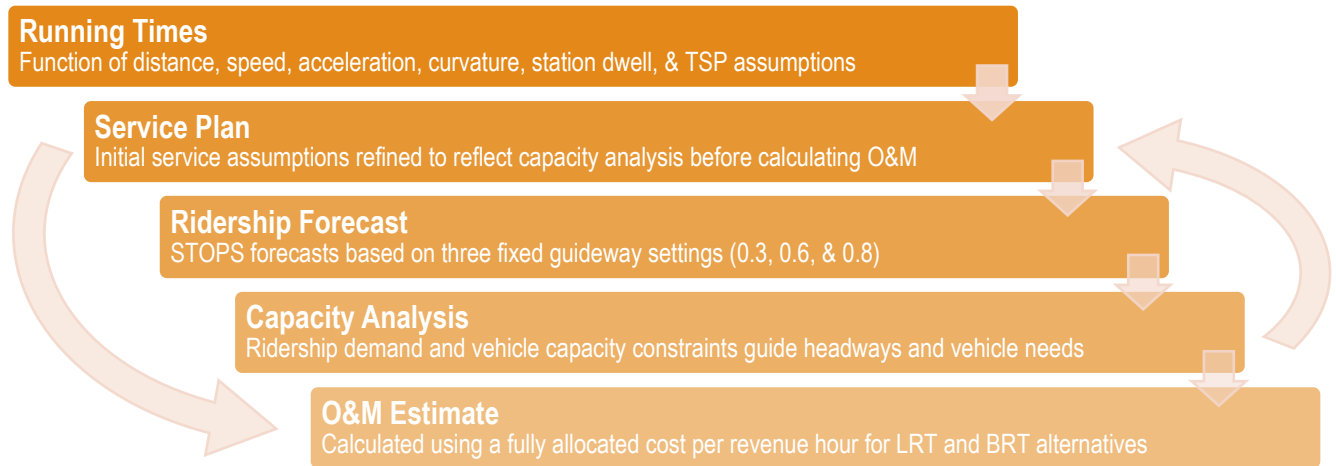 Running Times
Function of distance, speed, acceleration, curvature, station dwell, & TSP assumptions
Service Plan
Initial service assumptions refined to reflect capacity analysis before calculating O&M
Ridership Forecast
STOPS forecasts based on three fixed guideway settings (0.3, 0.6, & 0.8)
Capacity Analysis
Ridership demand and vehicle capacity constraints guide headways and vehicle needs
O&M Estimate
Calculated using a fully allocated cost per revenue hour for LRT and BRT alternatives